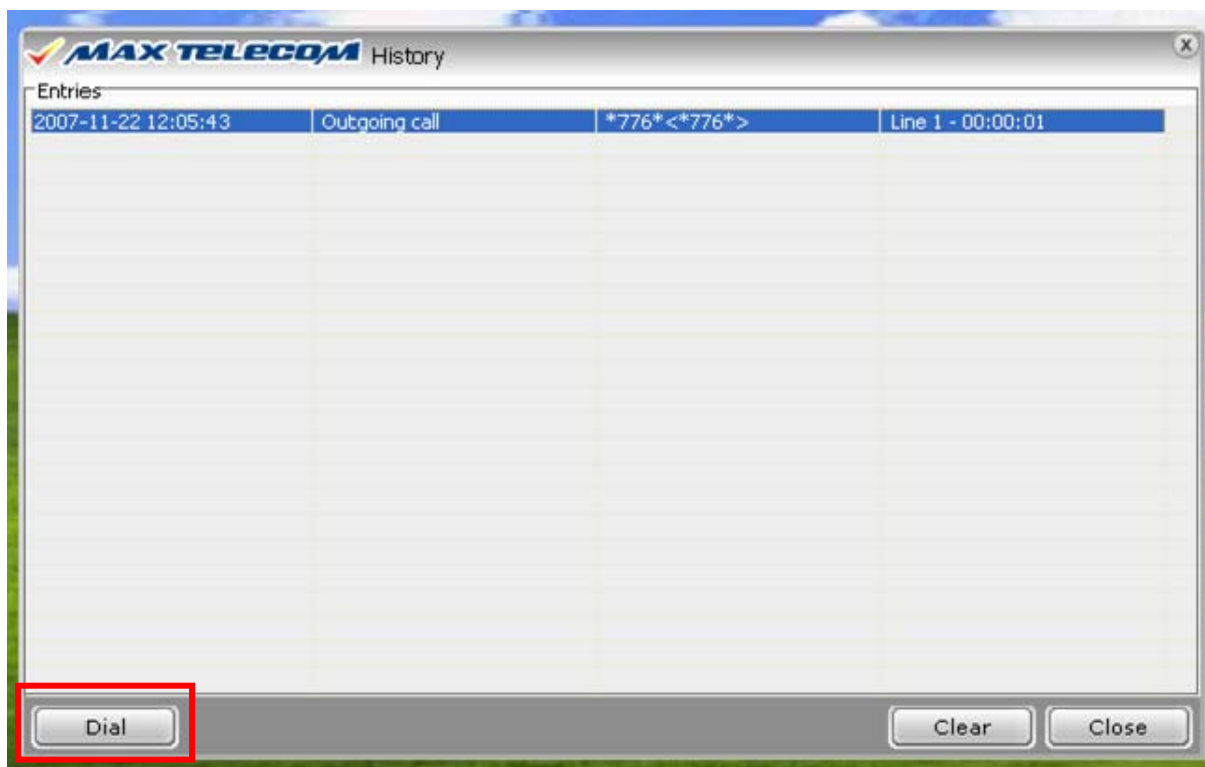 MAX TELECOM History
x
Entries
2007-11-22 12:05:43 Outgoing call *776*<*776*> Line 1 - 00:00:01
Dial Clear Close